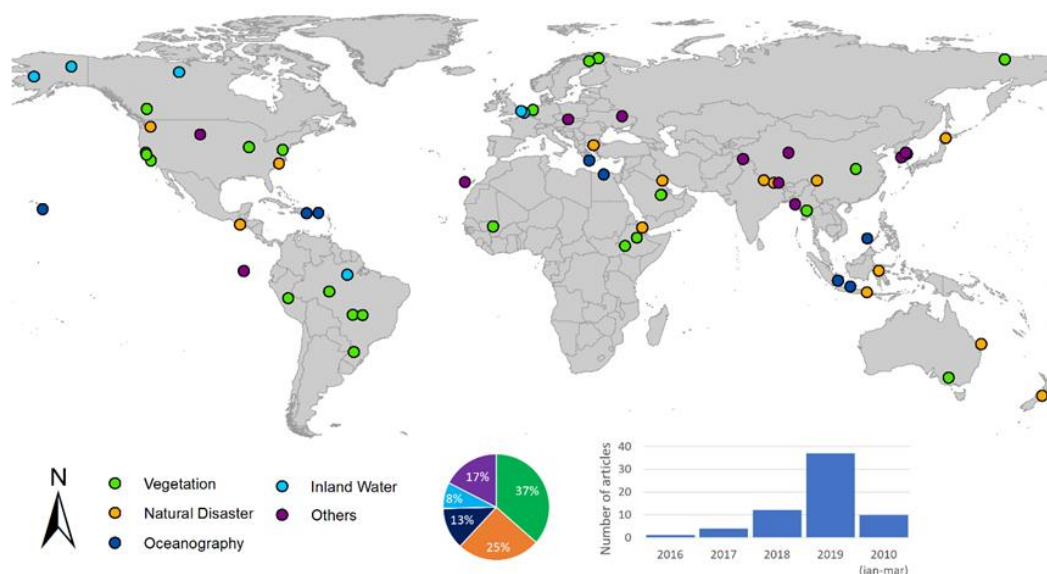 N
Vegetation
Natural Disaster
Oceanography
Inland Water
Others
17%
37%
8%
13%
25%
Number of articles
40
30
20
10
0
2016
2017
2018
2019
2010
(jan-mar)